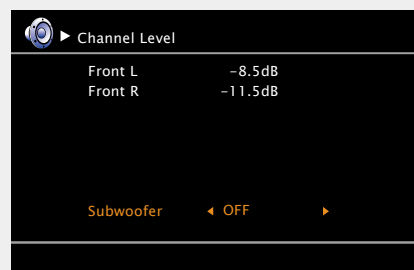 Channel Level
Front L −8.5dB
Front R −11.5dB
Subwoofer OFF